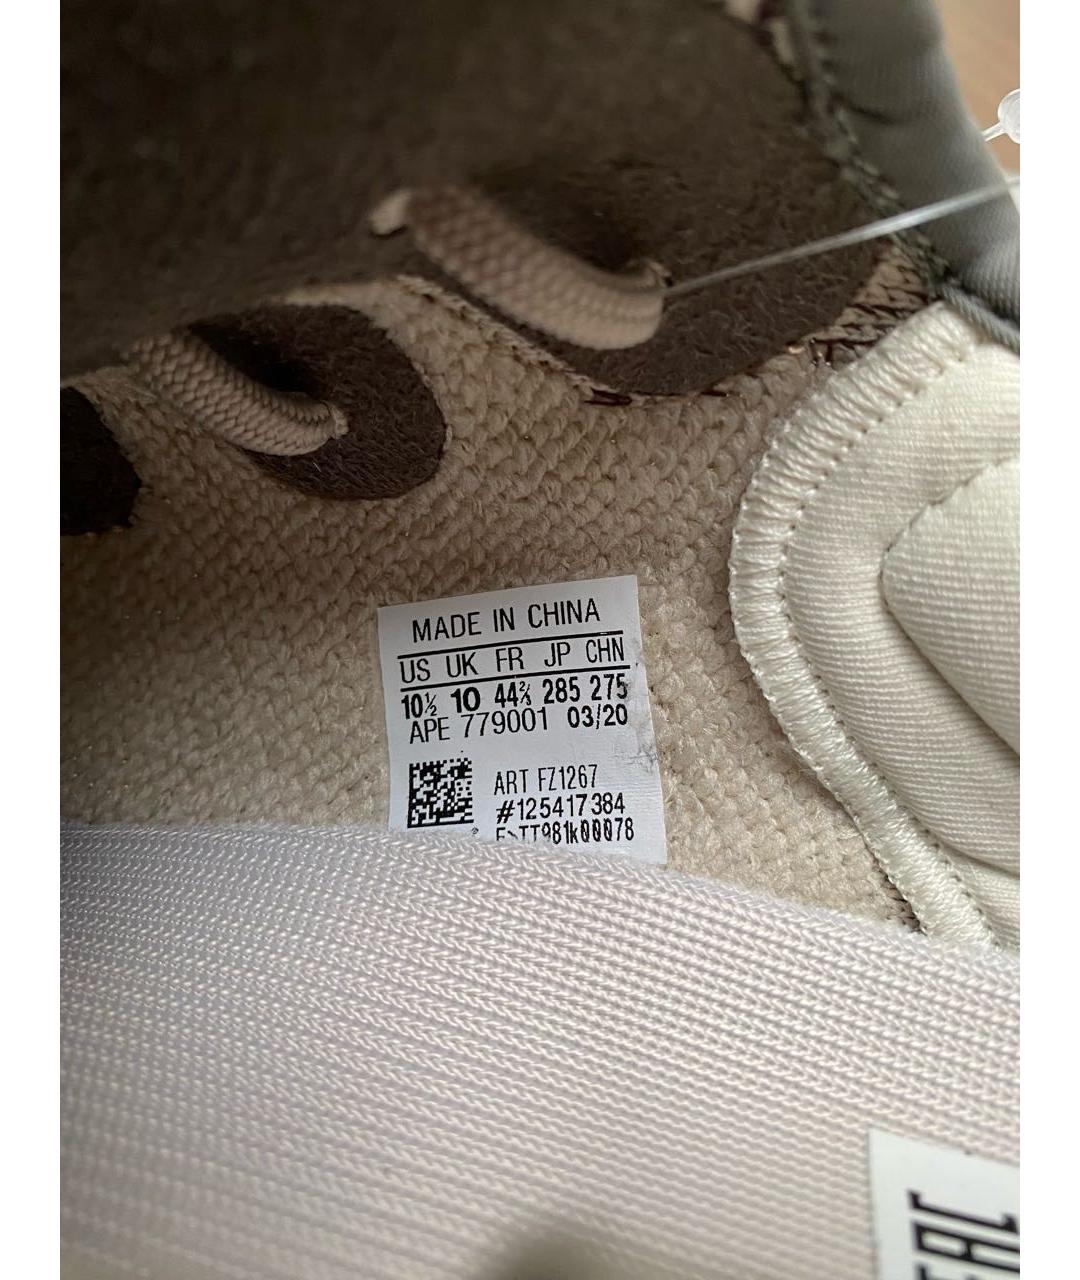 MADE IN CHINA
US UK FR JP CHN
10½ 10 44⅔ 285 275
APE 779001 03/20
ART FZ1267
#125417384
EAC